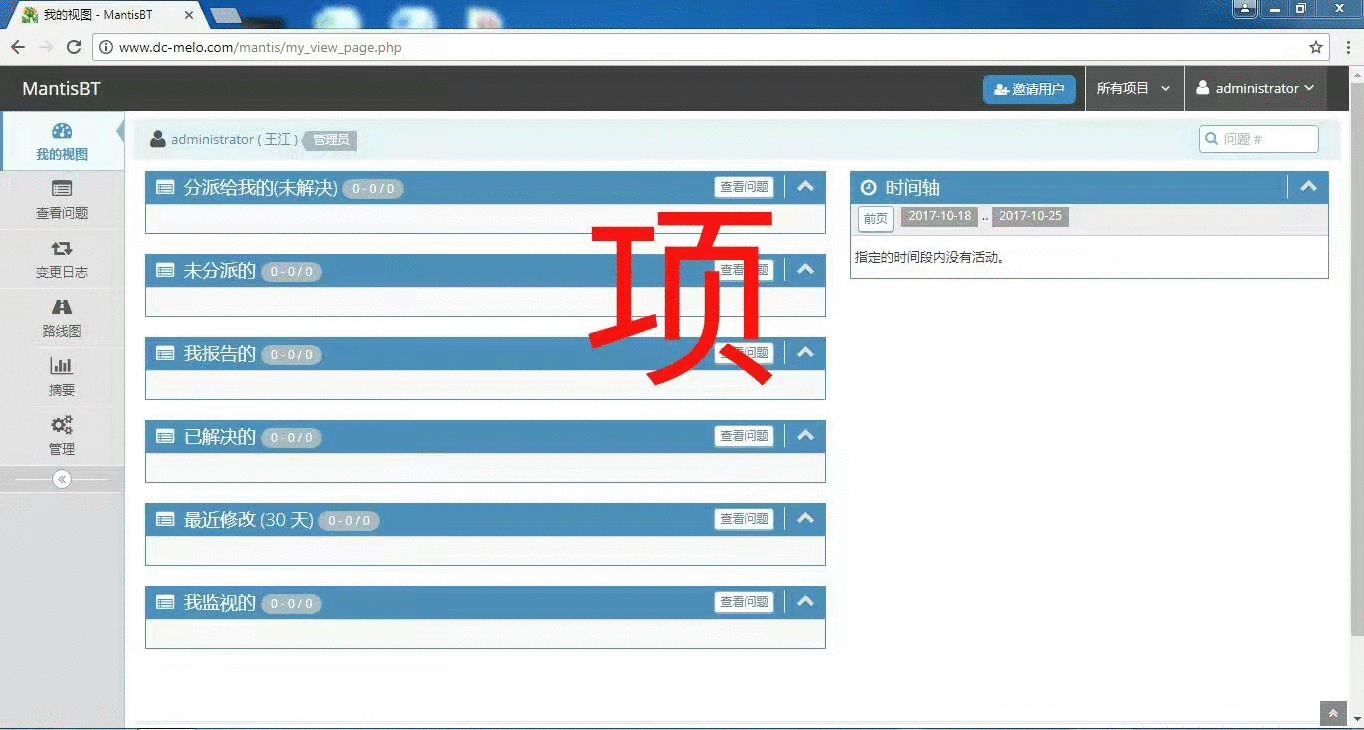 我的视图 - MantisBT
www.dc-melo.com/mantis/my_view_page.php
MantisBT
邀请用户
所有项目
administrator
我的视图
查看问题
变更日志
路线图
摘要
管理
administrator ( 王江 )
管理员
问题 #
分派给我的(未解决) 0 - 0 / 0 查看问题
未分派的 0 - 0 / 0 查看问题
我报告的 0 - 0 / 0 查看问题
已解决的 0 - 0 / 0 查看问题
最近修改 (30 天) 0 - 0 / 0 查看问题
我监视的 0 - 0 / 0 查看问题
项
时间轴
前页 2017-10-18 .. 2017-10-25
指定的时间段内没有活动。